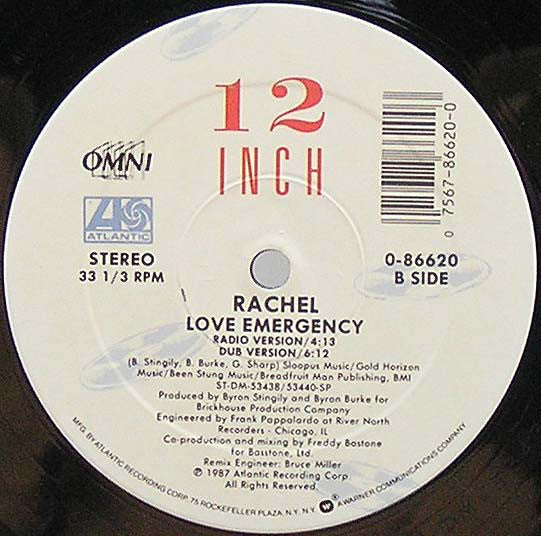 12
INCH
OMNI
ATLANTIC
STEREO
33 1/3 RPM
0 7567-86620-0
0-86620
B SIDE
RACHEL
LOVE EMERGENCY
RADIO VERSION/4:13
DUB VERSION/6:12
(B. Stingily, B. Burke, G. Sharp) Sloopus Music/Gold Horizon
Music/Been Stung Music/Breadfruit Man Publishing, BMI
ST-DM-53438/53440-SP
Produced by Byron Stingily and Byron Burke for
Brickhouse Production Company
Engineered by Frank Pappalardo at River North
Recorders - Chicago, IL
Co-production and mixing by Freddy Bastone
for Basstone, Ltd.
Remix Engineer: Bruce Miller
℗ 1987 Atlantic Recording Corp.
All Rights Reserved.
MFG. BY ATLANTIC RECORDING CORP. 75 ROCKEFELLER PLAZA, N.Y. N.Y. A WARNER COMMUNICATIONS COMPANY